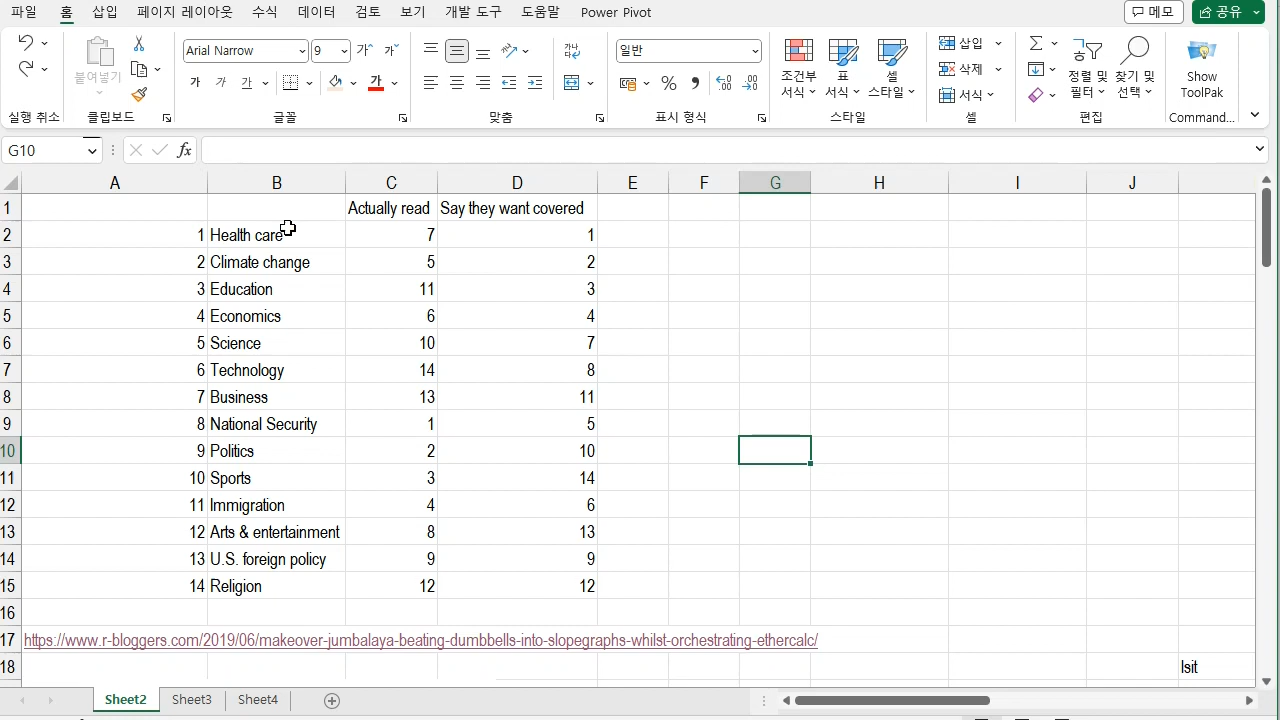 파일 홈 삽입 페이지 레이아웃 수식 데이터 검토 보기 개발 도구 도움말 Power Pivot 메모 공유
붙여넣기 Arial Narrow 9 가 가 일반 삽입
가 가 가 가 % 조건부 서식 표 서식 셀 스타일 삭제 정렬 및 필터 찾기 및 선택 Show ToolPak
서식
실행 취소 클립보드 글꼴 맞춤 표시 형식 스타일 셀 편집 Command...
G10 fx
A B C D E F G H I J
1 Actually read Say they want covered
2 1 Health care 7 1
3 2 Climate change 5 2
4 3 Education 11 3
5 4 Economics 6 4
6 5 Science 10 7
7 6 Technology 14 8
8 7 Business 13 11
9 8 National Security 1 5
10 9 Politics 2 10
11 10 Sports 3 14
12 11 Immigration 4 6
13 12 Arts & entertainment 8 13
14 13 U.S. foreign policy 9 9
15 14 Religion 12 12
16
17 https://www.r-bloggers.com/2019/06/makeover-jumbalaya-beating-dumbbells-into-slopegraphs-whilst-orchestrating-ethercalc/
18 lsit
Sheet2 Sheet3 Sheet4